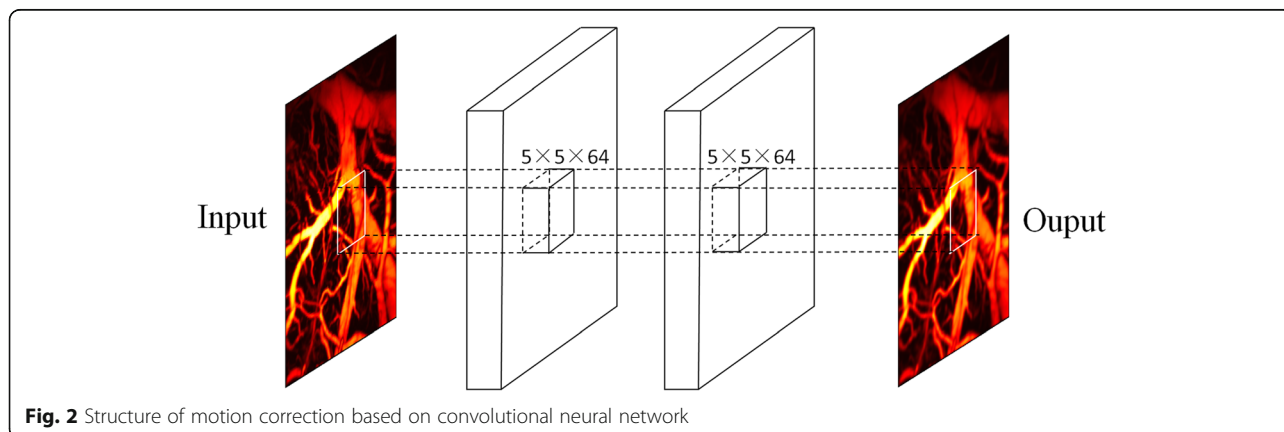 5×5×64
5×5×64
Input
Ouput
Fig. 2 Structure of motion correction based on convolutional neural network